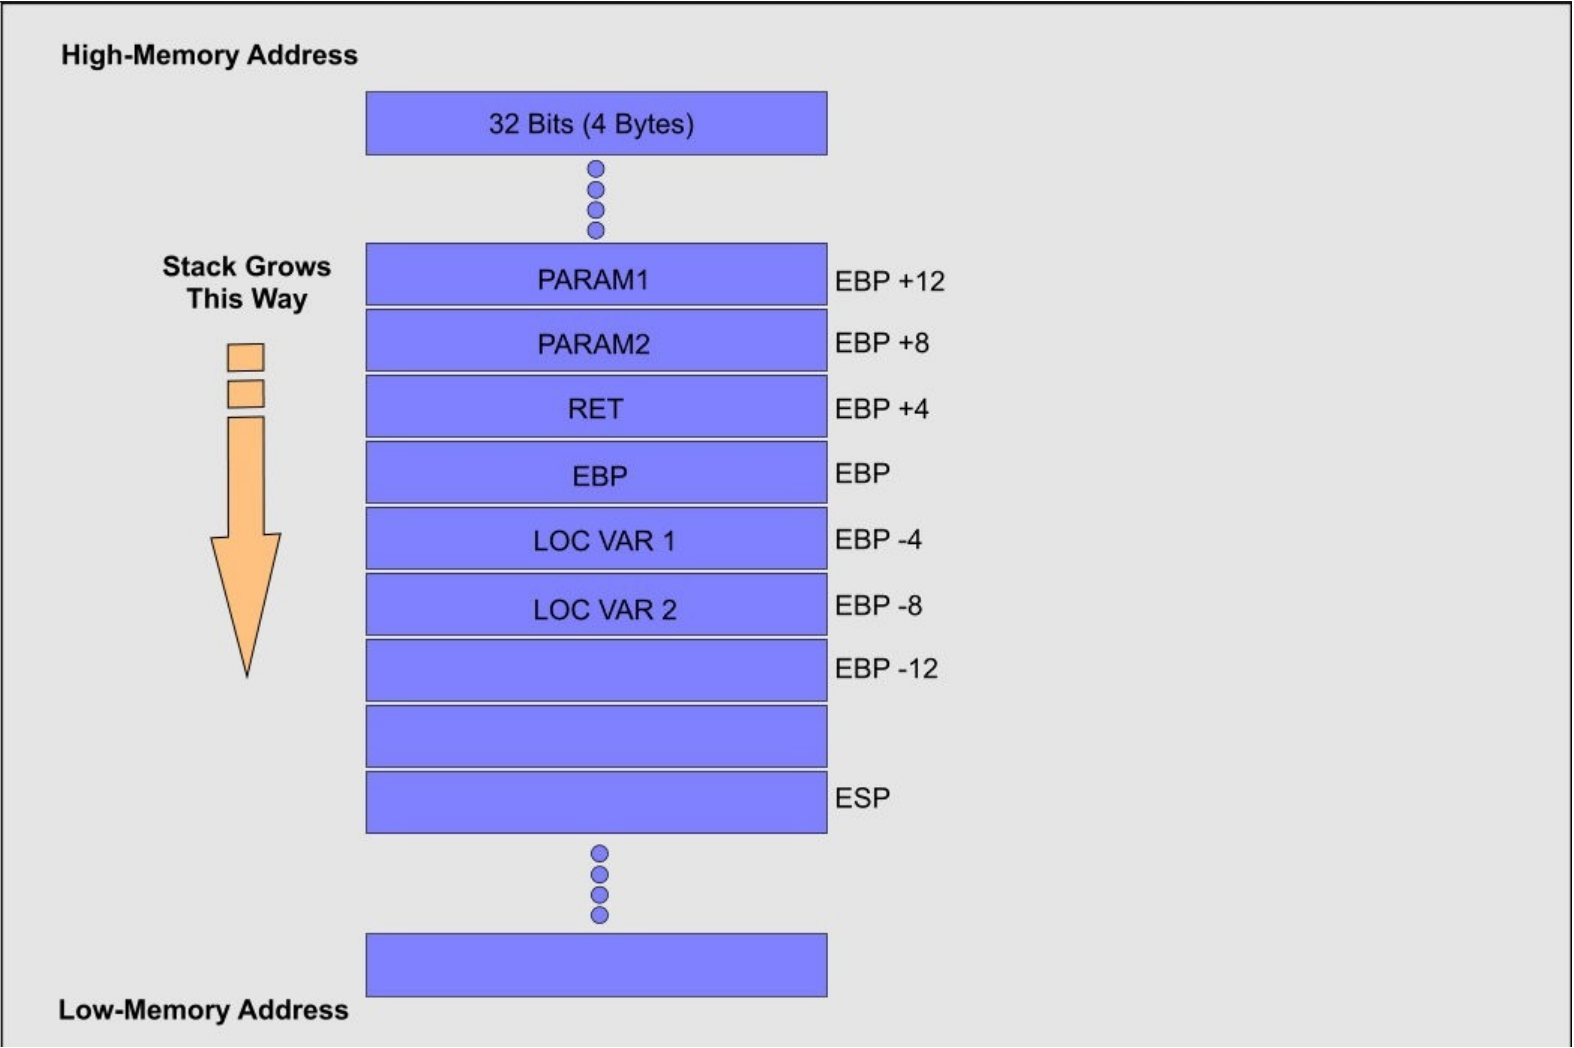 High-Memory Address
32 Bits (4 Bytes)
Stack Grows
This Way
PARAM1
EBP +12
PARAM2
EBP +8
RET
EBP +4
EBP
EBP
LOC VAR 1
EBP -4
LOC VAR 2
EBP -8
EBP -12
ESP
Low-Memory Address